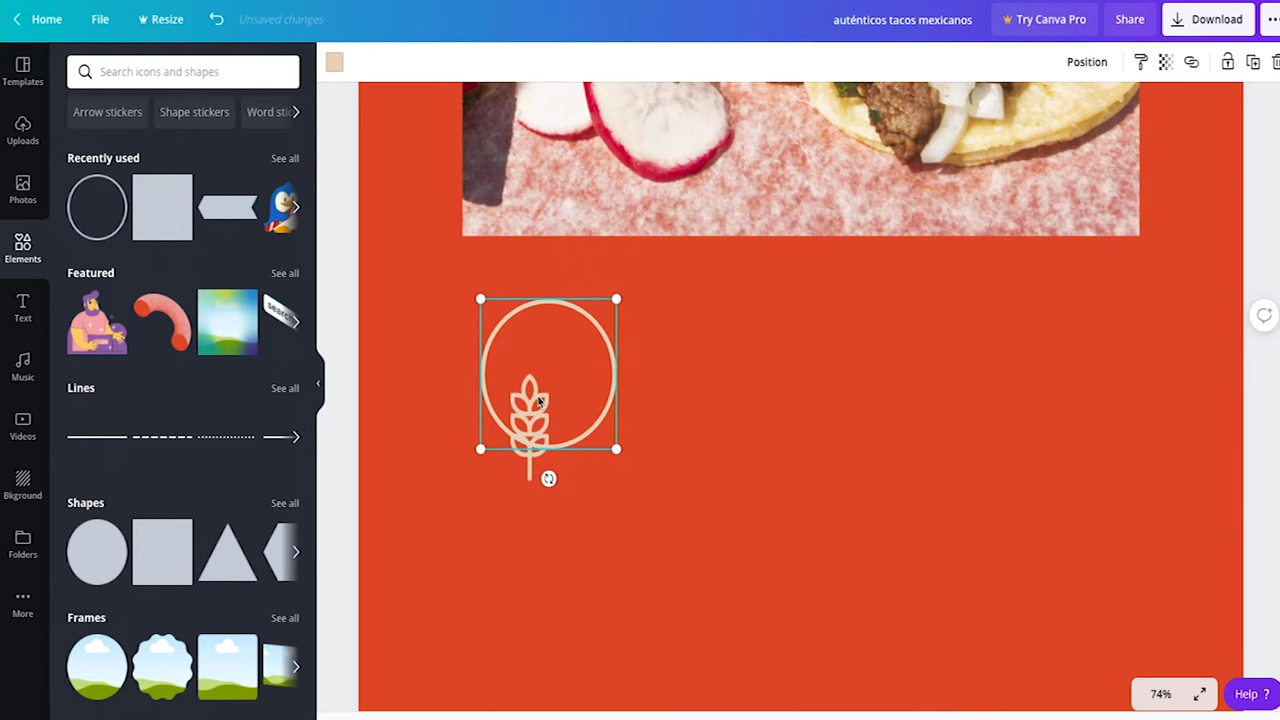 Home File Resize Unsaved changes auténticos tacos mexicanos Try Canva Pro Share Download
Templates
Uploads
Photos
Elements
Text
Music
Videos
Bkground
Folders
More
Search icons and shapes
Arrow stickers Shape stickers Word stic
Recently used See all
Featured See all
search
Lines See all
Shapes See all
Frames See all
Position
74%
Help ?